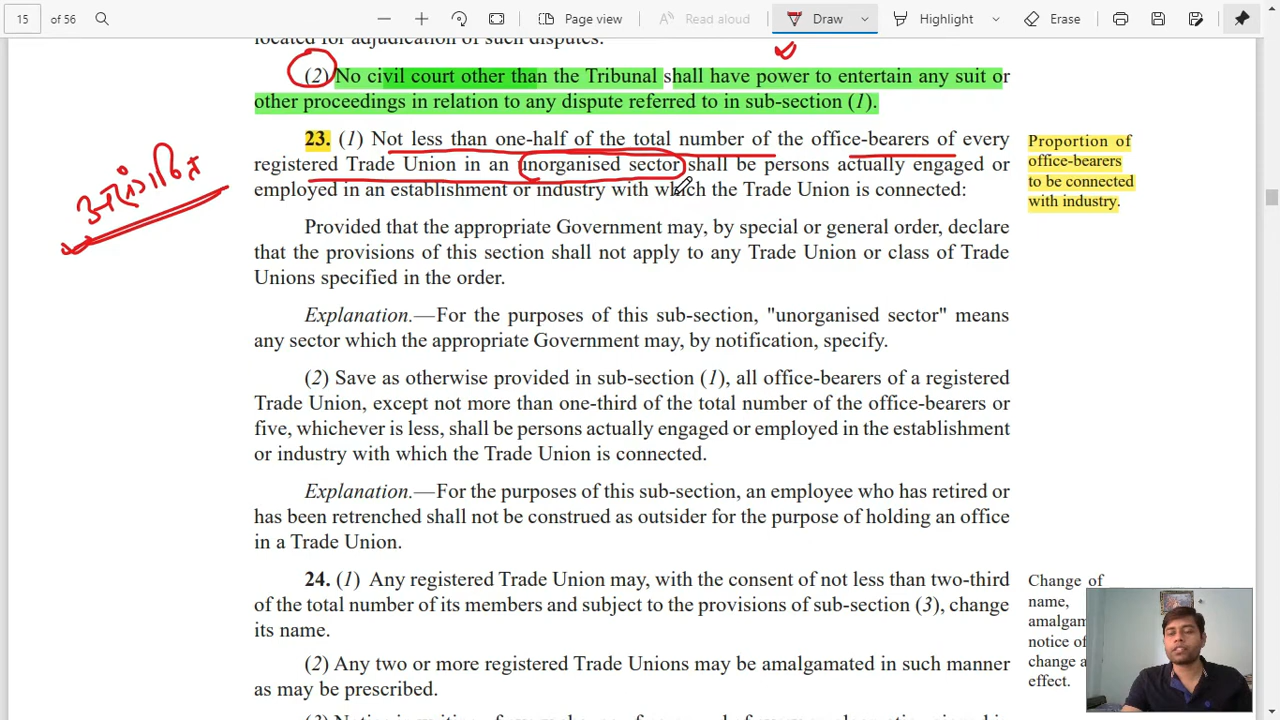 15 of 56 Page view Read aloud Draw Highlight Erase
located for adjudication of such disputes.
(2) No civil court other than the Tribunal shall have power to entertain any suit or
other proceedings in relation to any dispute referred to in sub-section (1).
23. (1) Not less than one-half of the total number of the office-bearers of every
registered Trade Union in an unorganised sector shall be persons actually engaged or
employed in an establishment or industry with which the Trade Union is connected:
Proportion of
office-bearers
to be connected
with industry.
Provided that the appropriate Government may, by special or general order, declare
that the provisions of this section shall not apply to any Trade Union or class of Trade
Unions specified in the order.
Explanation.—For the purposes of this sub-section, "unorganised sector" means
any sector which the appropriate Government may, by notification, specify.
(2) Save as otherwise provided in sub-section (1), all office-bearers of a registered
Trade Union, except not more than one-third of the total number of the office-bearers or
five, whichever is less, shall be persons actually engaged or employed in the establishment
or industry with which the Trade Union is connected.
Explanation.—For the purposes of this sub-section, an employee who has retired or
has been retrenched shall not be construed as outsider for the purpose of holding an office
in a Trade Union.
24. (1) Any registered Trade Union may, with the consent of not less than two-third
of the total number of its members and subject to the provisions of sub-section (3), change
its name.
Change of
name,
amalgam
notice of
change a
effect.
(2) Any two or more registered Trade Unions may be amalgamated in such manner
as may be prescribed.